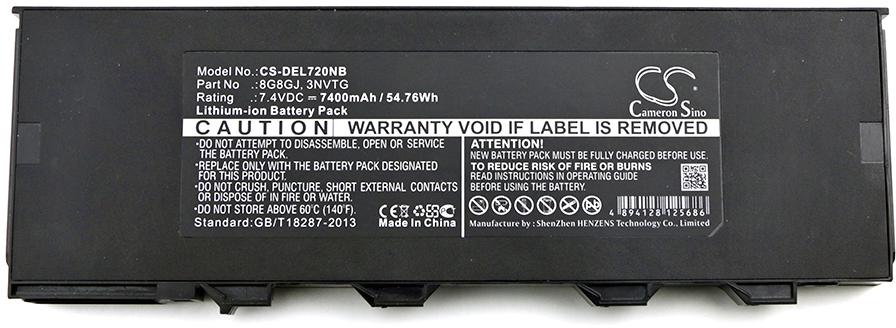 Model No.:CS-DEL720NB
Part No :8G8GJ, 3NVTG
Rating :7.4VDC ⎓ 7400mAh / 54.76Wh
Lithium-ion Battery Pack
CS
Cameron Sino
CAUTION WARRANTY VOID IF LABEL IS REMOVED
•DO NOT ATTEMPT TO DISASSEMBLE, OPEN OR SERVICE
THE BATTERY PACK.
•REPLACE ONLY WITH THE BATTERY PACK DESIGNATED
FOR THIS PRODUCT.
•DO NOT CRUSH, PUNCTURE, SHORT EXTERNAL CONTACTS
OR DISPOSE OF IN FIRE OR WATER.
•DO NOT STORE ABOVE 60℃ (140℉).
Standard:GB/T18287-2013
CE FC
Made In China
ATTENTION:
NEW BATTERY PACK MUST BE FULLY CHARGED BEFORE USE.
TO REDUCE RISK OF FIRE OR BURNS
READ INSTRUCTIONS IN OPERATING GUIDE
BEFORE USING THE BATTERY.
4 894128 125686
Manufacturer: ShenZhen HENZENS Technology Co., Limited